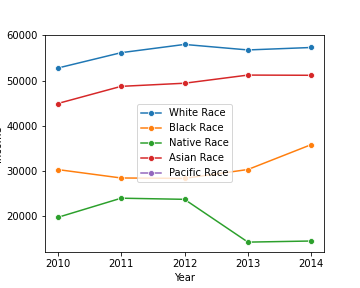 60000
50000
40000
30000
20000
White Race
Black Race
Native Race
Asian Race
Pacific Race
2010 2011 2012 2013 2014
Year